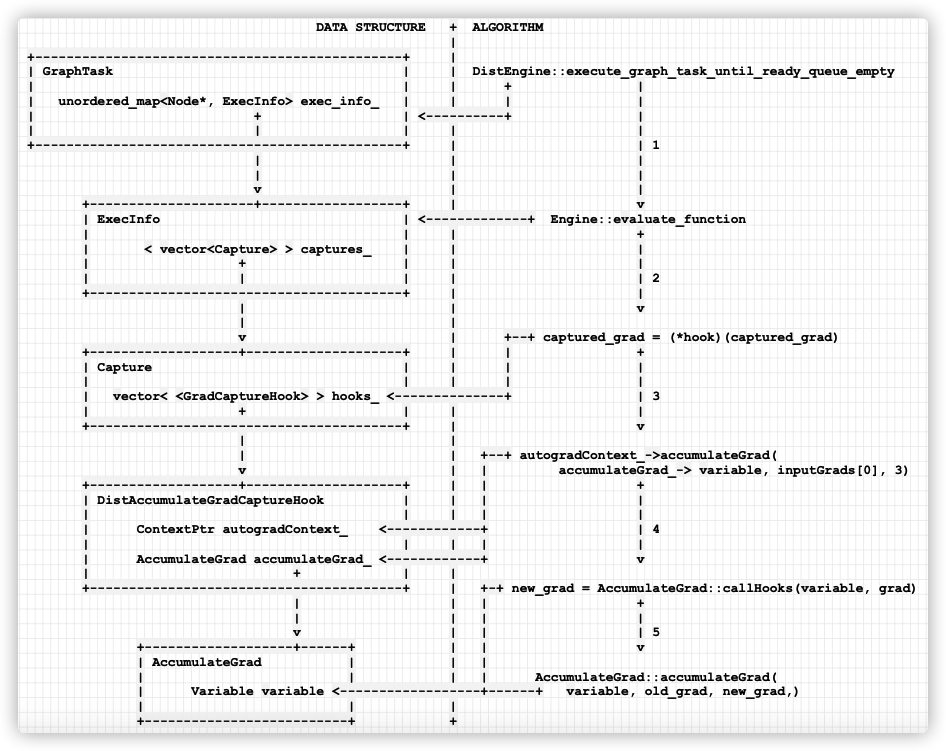 DATA STRUCTURE + ALGORITHM
GraphTask
DistEngine::execute_graph_task_until_ready_queue_empty
unordered_map<Node*, ExecInfo> exec_info_
1
ExecInfo
Engine::evaluate_function
< vector<Capture> > captures_
2
captured_grad = (*hook)(captured_grad)
Capture
vector< <GradCaptureHook> > hooks_
3
autogradContext_->accumulateGrad(
accumulateGrad_-> variable, inputGrads[0], 3)
DistAccumulateGradCaptureHook
ContextPtr autogradContext_
4
AccumulateGrad accumulateGrad_
new_grad = AccumulateGrad::callHooks(variable, grad)
5
AccumulateGrad
AccumulateGrad::accumulateGrad(
Variable variable
variable, old_grad, new_grad,)